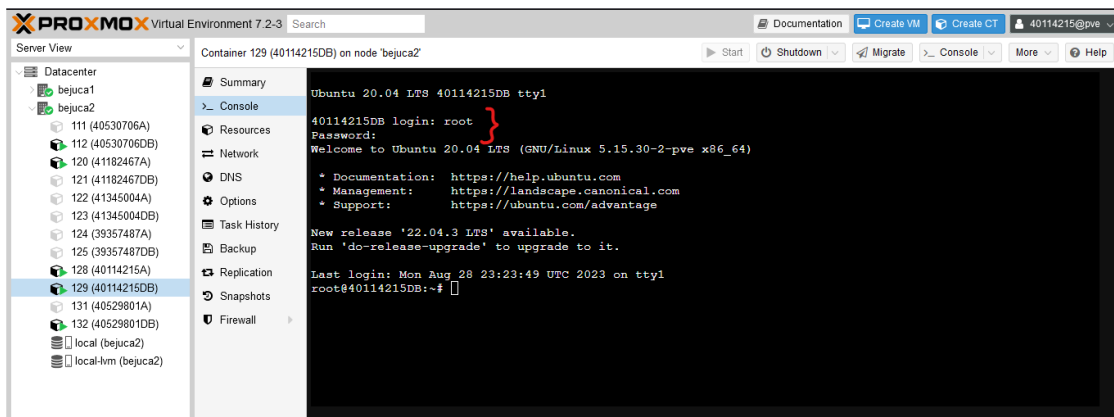 PROXMOX Virtual Environment 7.2-3 Search
Documentation Create VM Create CT 40114215@pve
Server View
Datacenter
bejuca1
bejuca2
111 (40530706A)
112 (40530706DB)
120 (41182467A)
121 (41182467DB)
122 (41345004A)
123 (41345004DB)
124 (39357487A)
125 (39357487DB)
128 (40114215A)
129 (40114215DB)
131 (40529801A)
132 (40529801DB)
local (bejuca2)
local-lvm (bejuca2)
Container 129 (40114215DB) on node 'bejuca2'
Start Shutdown Migrate >_ Console More Help
Summary
>_ Console
Resources
Network
DNS
Options
Task History
Backup
Replication
Snapshots
Firewall
Ubuntu 20.04 LTS 40114215DB tty1
40114215DB login: root
Password:
Welcome to Ubuntu 20.04 LTS (GNU/Linux 5.15.30-2-pve x86_64)
* Documentation: https://help.ubuntu.com
* Management: https://landscape.canonical.com
* Support: https://ubuntu.com/advantage
New release '22.04.3 LTS' available.
Run 'do-release-upgrade' to upgrade to it.
Last login: Mon Aug 28 23:23:49 UTC 2023 on tty1
root@40114215DB:~#